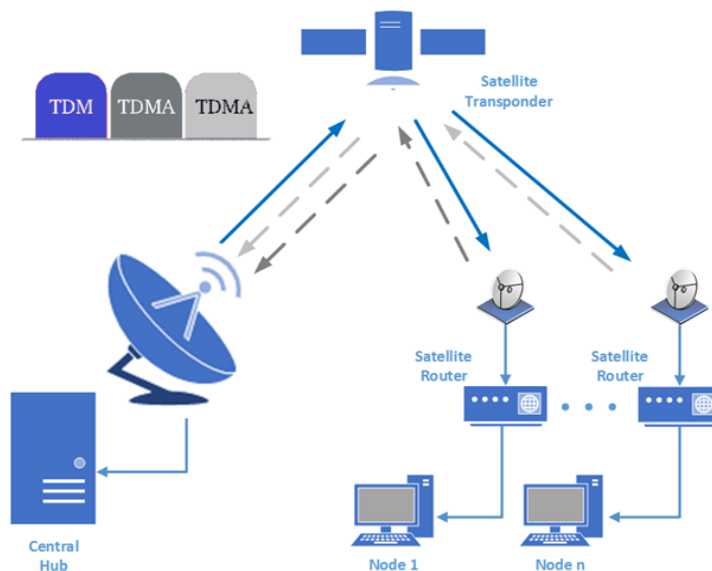 Satellite
Transponder
TDM
TDMA
TDMA
Satellite
Router
Satellite
Router
Central
Hub
Node 1
Node n